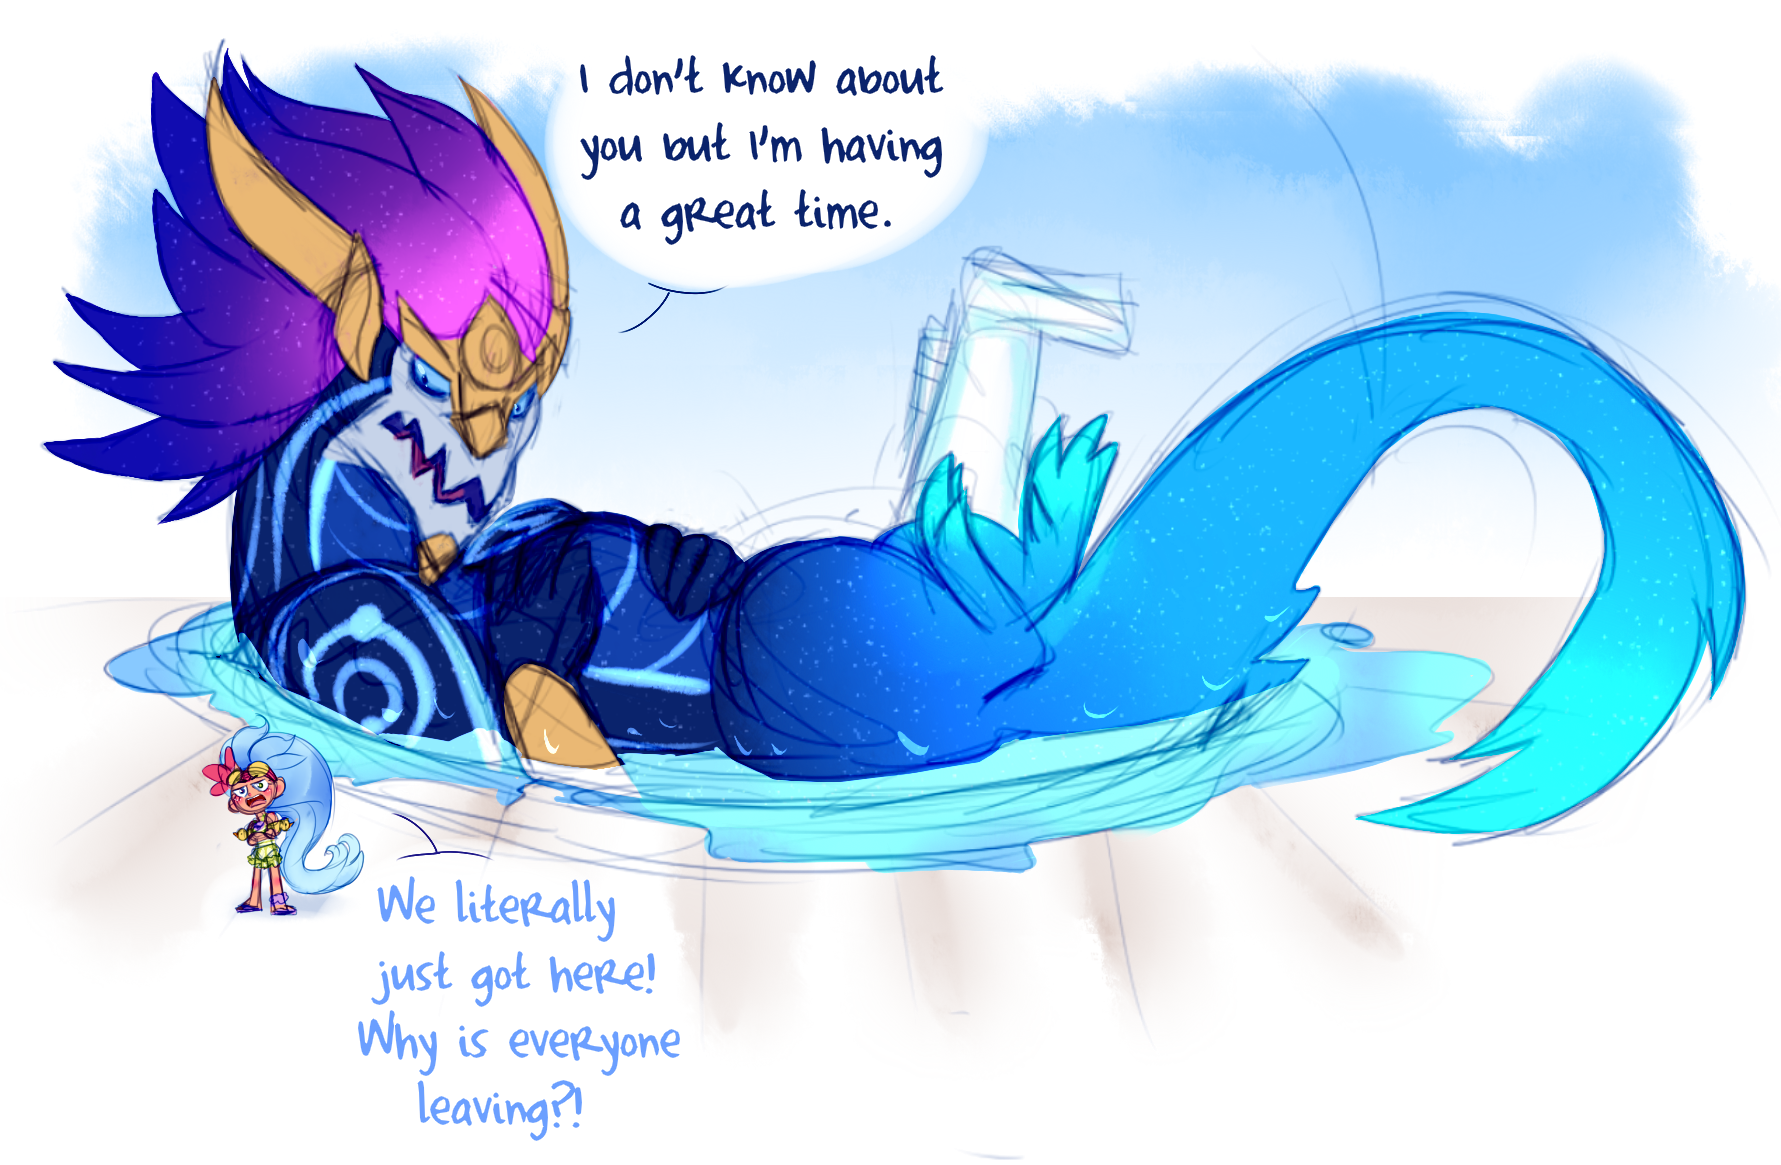 I don't know about
you but I'm having
a great time.
We literally
just got here!
Why is everyone
leaving?!